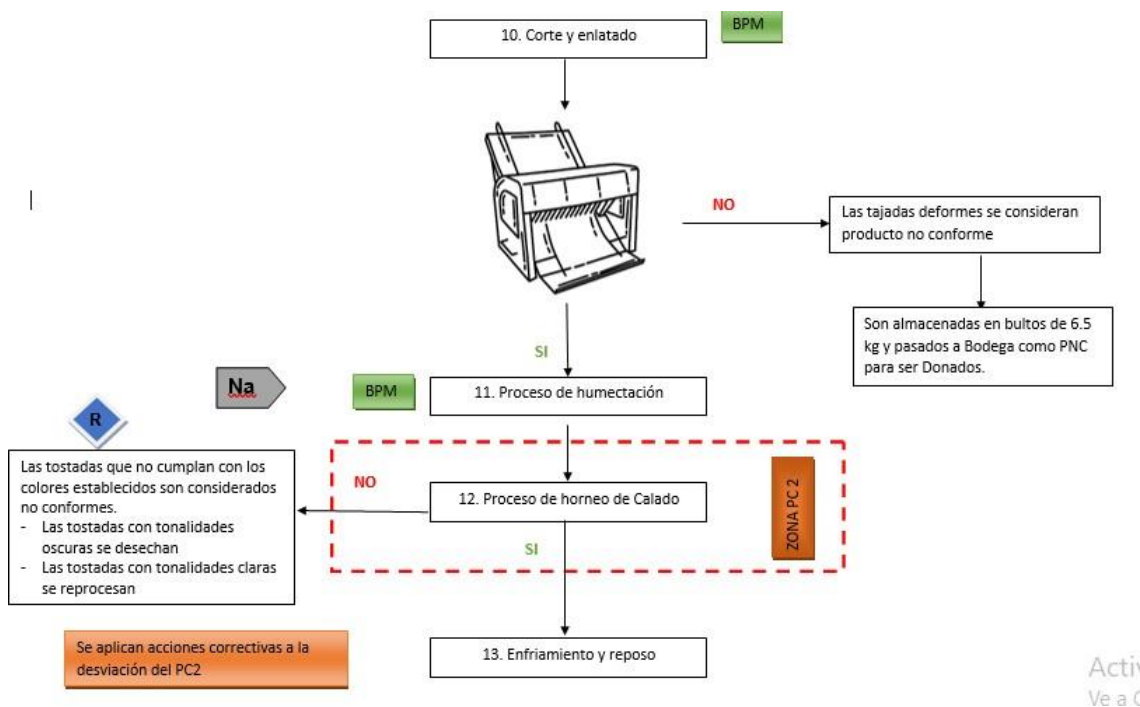 10. Corte y enlatado
BPM
NO
Las tajadas deformes se consideran
producto no conforme
Son almacenadas en bultos de 6.5
kg y pasados a Bodega como PNC
para ser Donados.
SI
Na
BPM
11. Proceso de humectación
R
Las tostadas que no cumplan con los
colores establecidos son considerados
no conformes.
- Las tostadas con tonalidades
oscuras se desechan
- Las tostadas con tonalidades claras
se reprocesan
NO
12. Proceso de horneo de Calado
ZONA PC 2
SI
Se aplican acciones correctivas a la
desviación del PC2
13. Enfriamiento y reposo
Activ
Ve a C